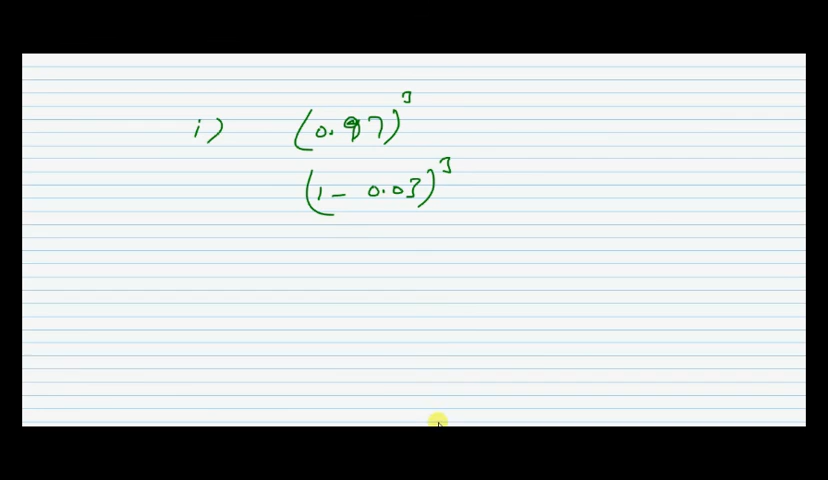 i) (0.97)³
(1 - 0.03)³